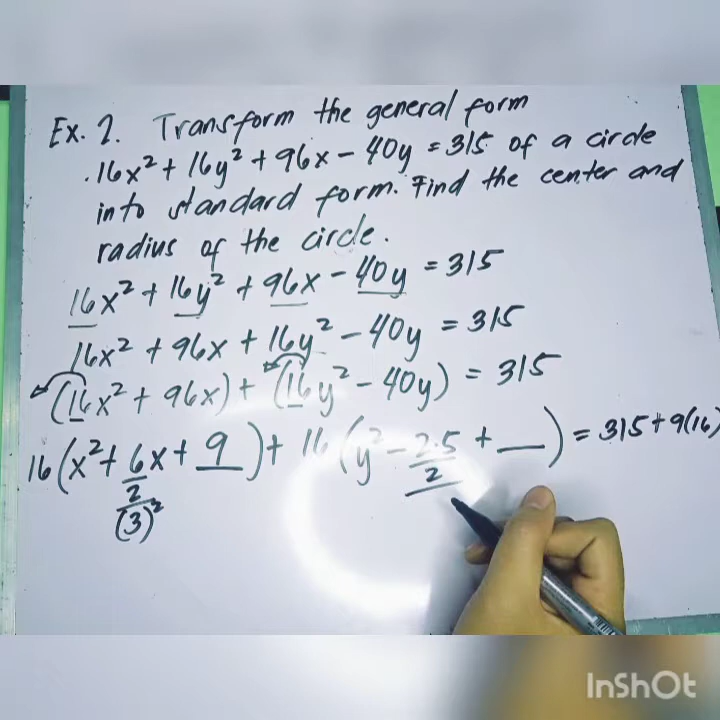 Ex. 2. Transform the general form
16x² + 16y² + 96x - 40y = 315 of a circle
into standard form. Find the center and
radius of the circle.
16x² + 16y² + 96x - 40y = 315
16x² + 96x + 16y² - 40y = 315
(16x² + 96x) + (16y² - 40y) = 315
16(x² + 6x + 9) + 16(y² - 2.5 + __) = 315 + 9(16)
2
2
(3)²
InShOt